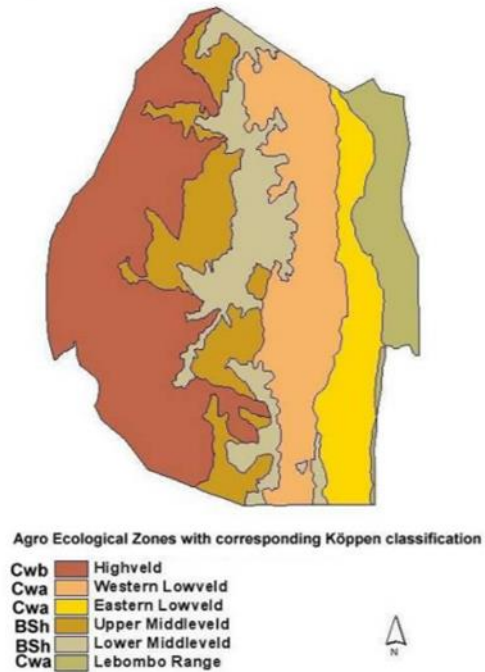 Agro Ecological Zones with corresponding Köppen classification
Cwb Highveld
Cwa Western Lowveld
Cwa Eastern Lowveld
BSh Upper Middleveld
BSh Lower Middleveld
Cwa Lebombo Range
N